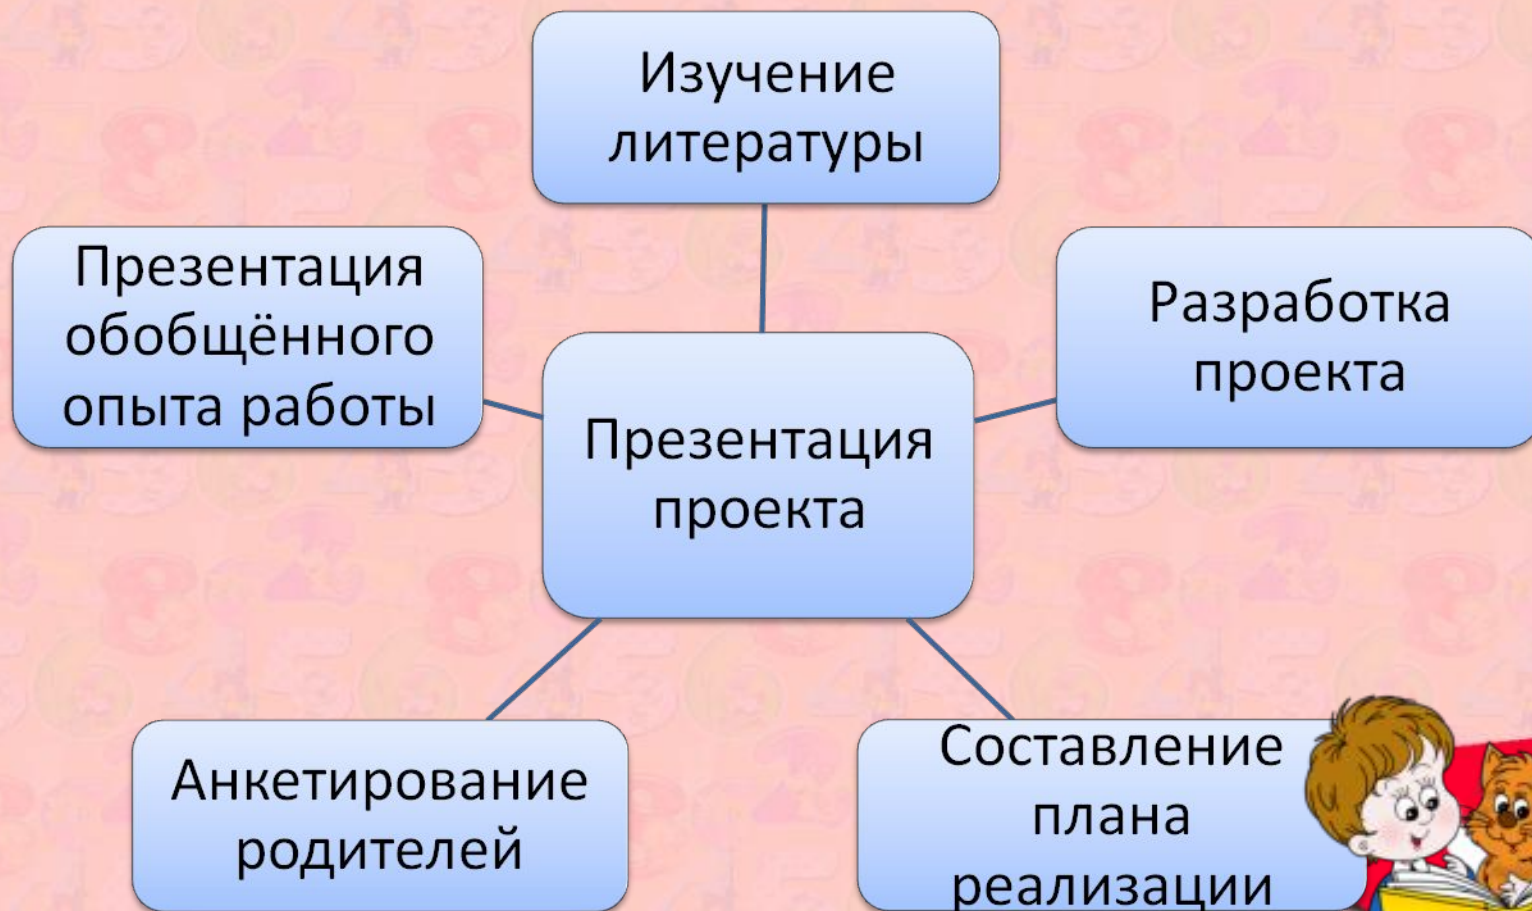 Изучение
литературы
Презентация
обобщённого
опыта работы
Разработка
проекта
Презентация
проекта
Анкетирование
родителей
Составление
плана
реализации